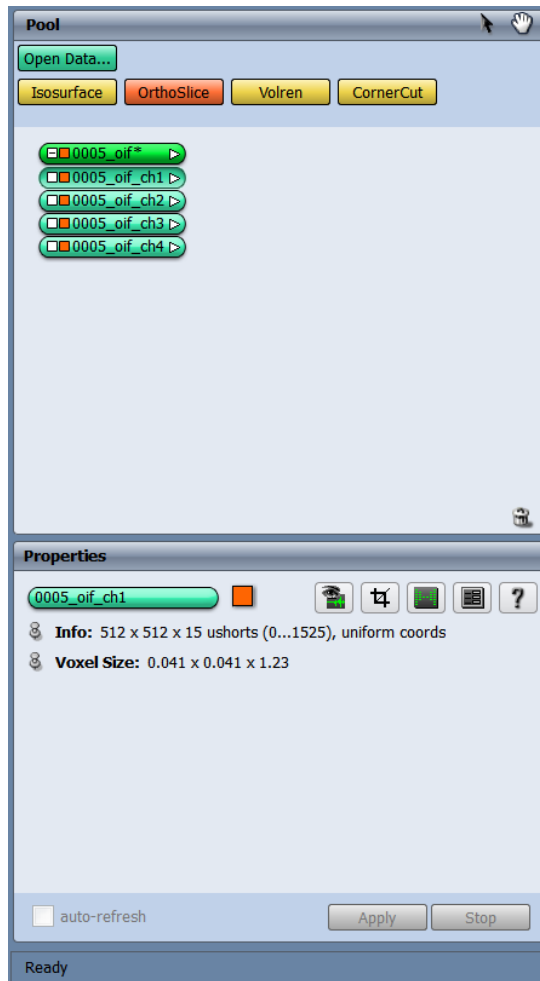 Pool
Open Data...
Isosurface OrthoSlice Volren CornerCut
0005_oif*
0005_oif_ch1
0005_oif_ch2
0005_oif_ch3
0005_oif_ch4
Properties
0005_oif_ch1 ?
Info: 512 x 512 x 15 ushorts (0...1525), uniform coords
Voxel Size: 0.041 x 0.041 x 1.23
auto-refresh Apply Stop
Ready